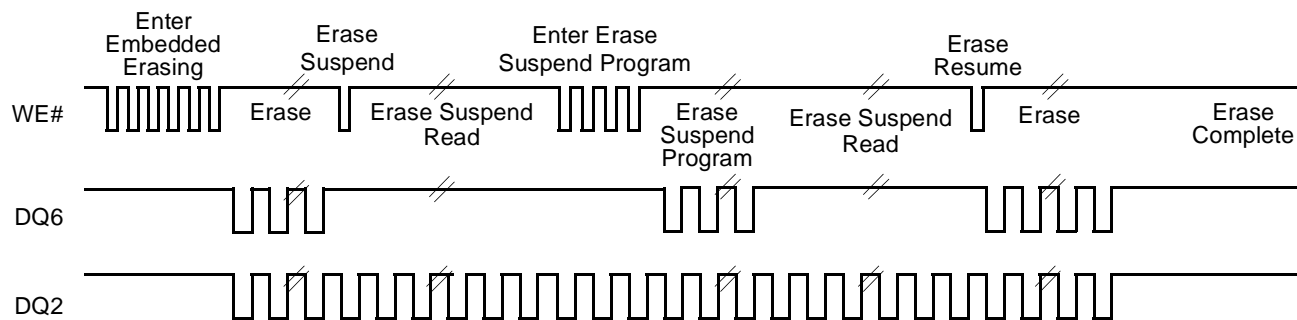 Enter
Embedded
Erasing
Erase
Suspend
Enter Erase
Suspend Program
Erase
Resume
WE#
Erase
Erase Suspend
Read
Erase
Suspend
Program
Erase Suspend
Read
Erase
Erase
Complete
DQ6
DQ2